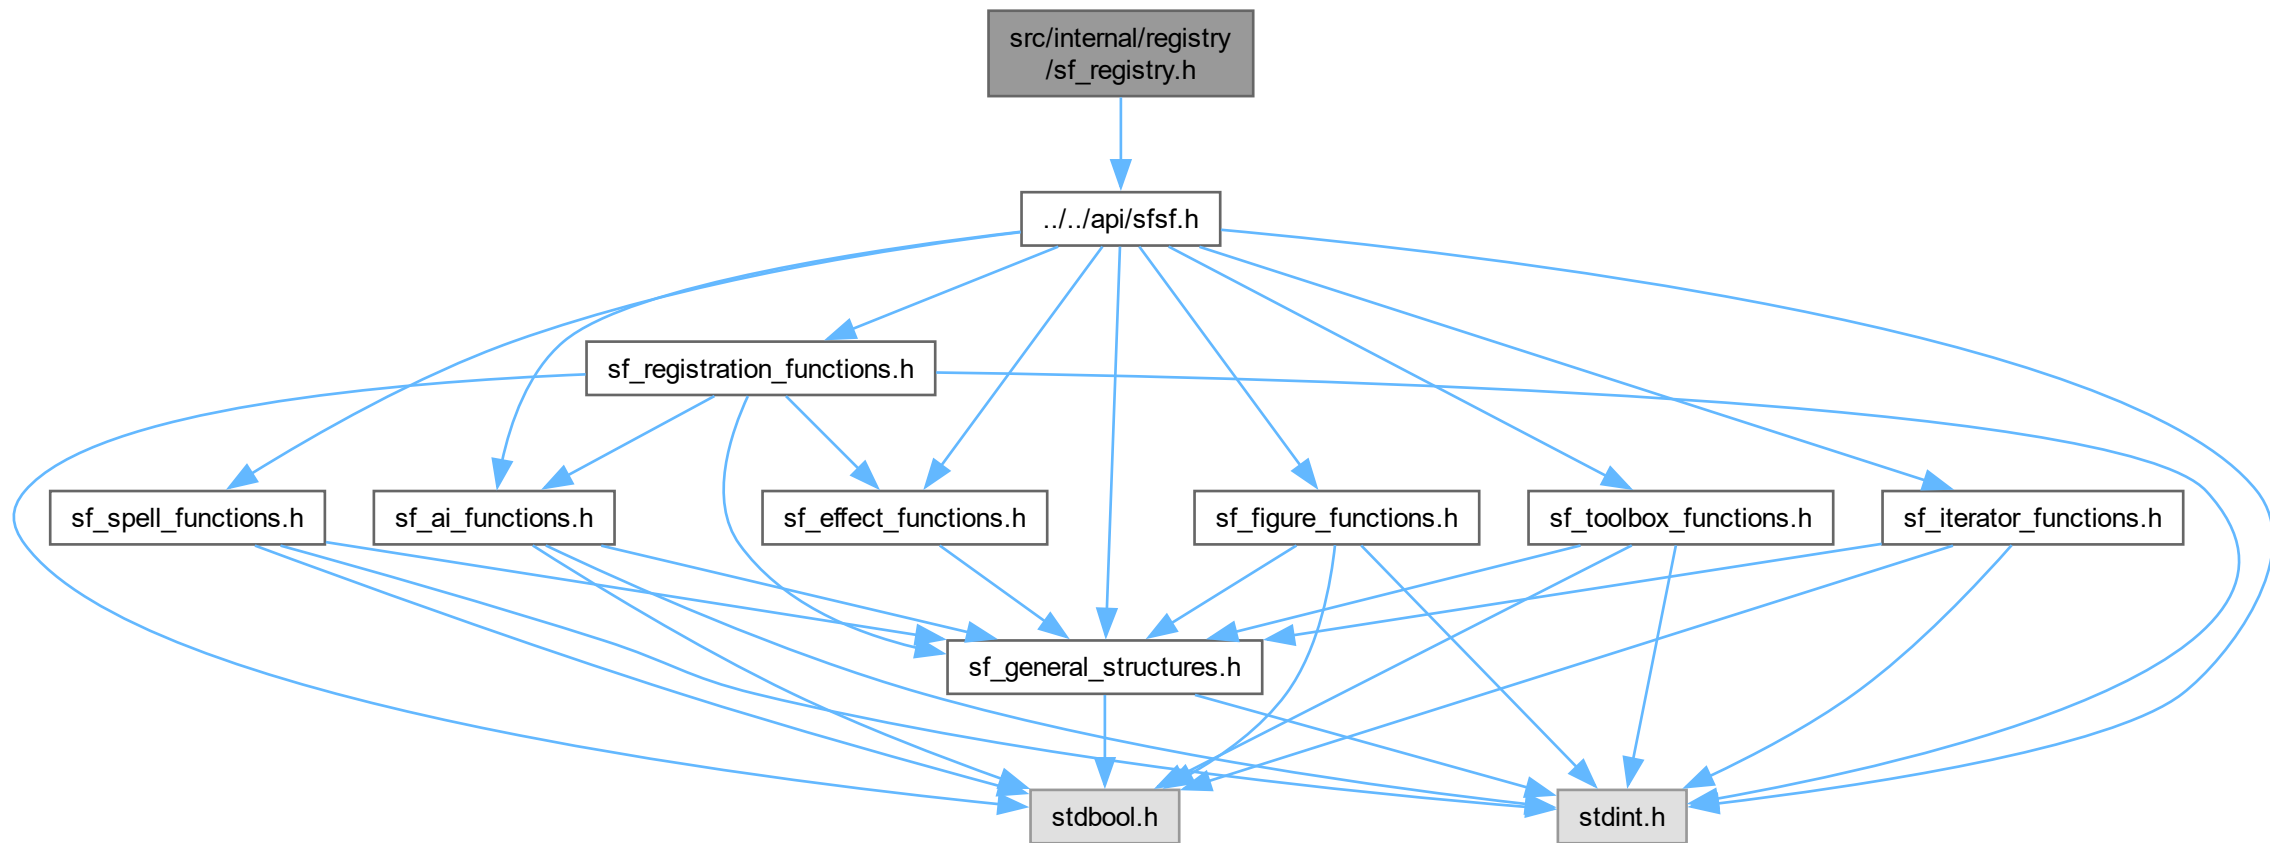 src/internal/registry
/sf_registry.h
../../api/sfsf.h
sf_registration_functions.h
sf_spell_functions.h
sf_ai_functions.h
sf_effect_functions.h
sf_figure_functions.h
sf_toolbox_functions.h
sf_iterator_functions.h
sf_general_structures.h
stdbool.h
stdint.h